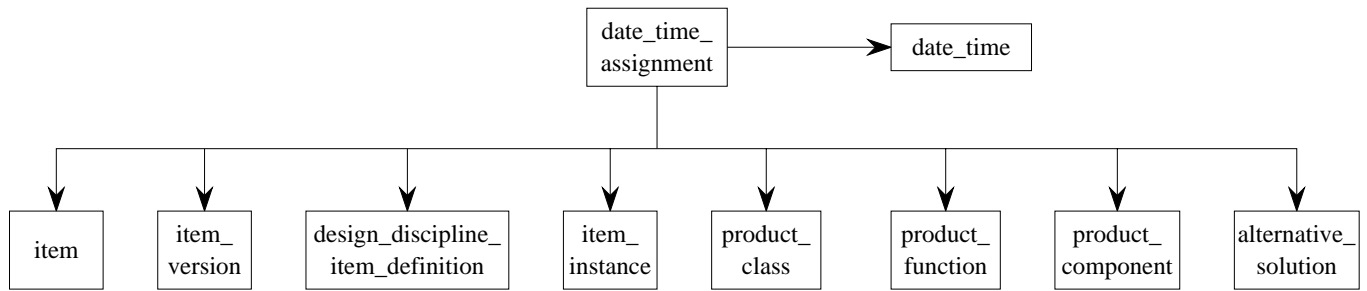 date_time_
assignment
date_time
item
item_
version
design_discipline_
item_definition
item_
instance
product_
class
product_
function
product_
component
alternative_
solution